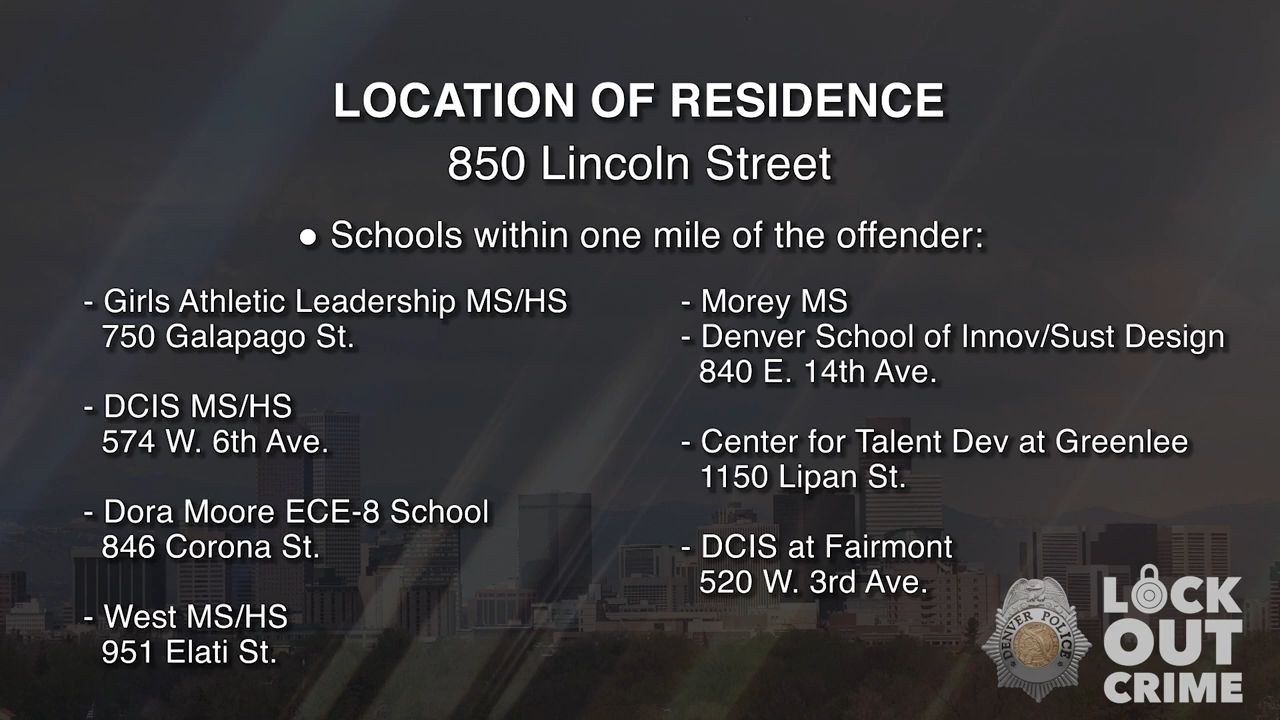 LOCATION OF RESIDENCE
850 Lincoln Street
● Schools within one mile of the offender:
- Girls Athletic Leadership MS/HS
750 Galapago St.
- DCIS MS/HS
574 W. 6th Ave.
- Dora Moore ECE-8 School
846 Corona St.
- West MS/HS
951 Elati St.
- Morey MS
- Denver School of Innov/Sust Design
840 E. 14th Ave.
- Center for Talent Dev at Greenlee
1150 Lipan St.
- DCIS at Fairmont
520 W. 3rd Ave.
DENVER POLICE
LOCK
OUT
CRIME